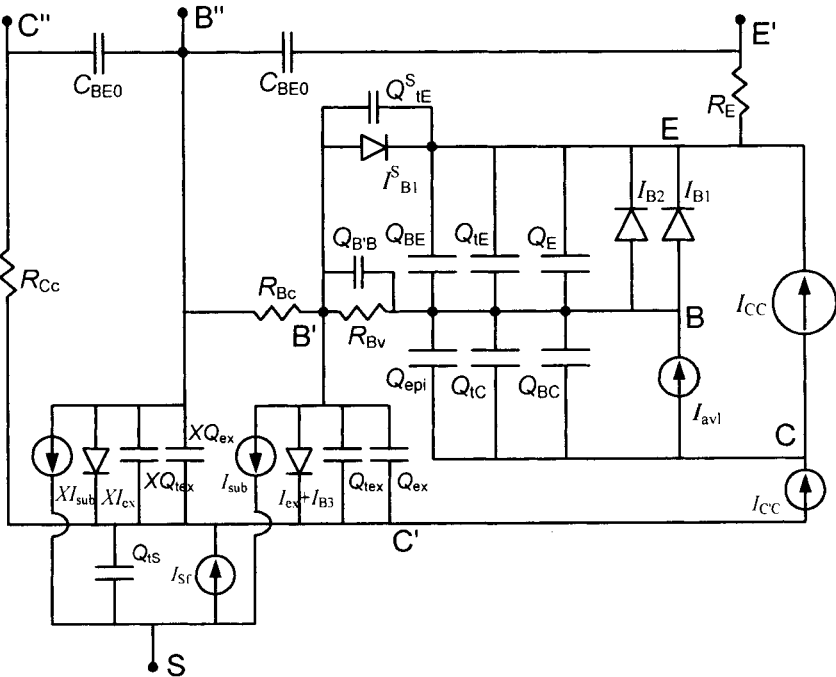 C" B" E'
C_BE0 C_BE0
Q^S_tE
R_E
E
I^S_B1
I_B2 I_B1
Q_B'B Q_BE Q_tE Q_E
R_Cc
R_Bc
I_CC
B' R_Bv B
Q_epi Q_tC Q_BC
I_avl
C
XQ_ex
XI_sub XI_ex XQ_tex I_sub I_ex+I_B3 Q_tex Q_ex
I_C'C
C'
Q_tS I_Sf
S